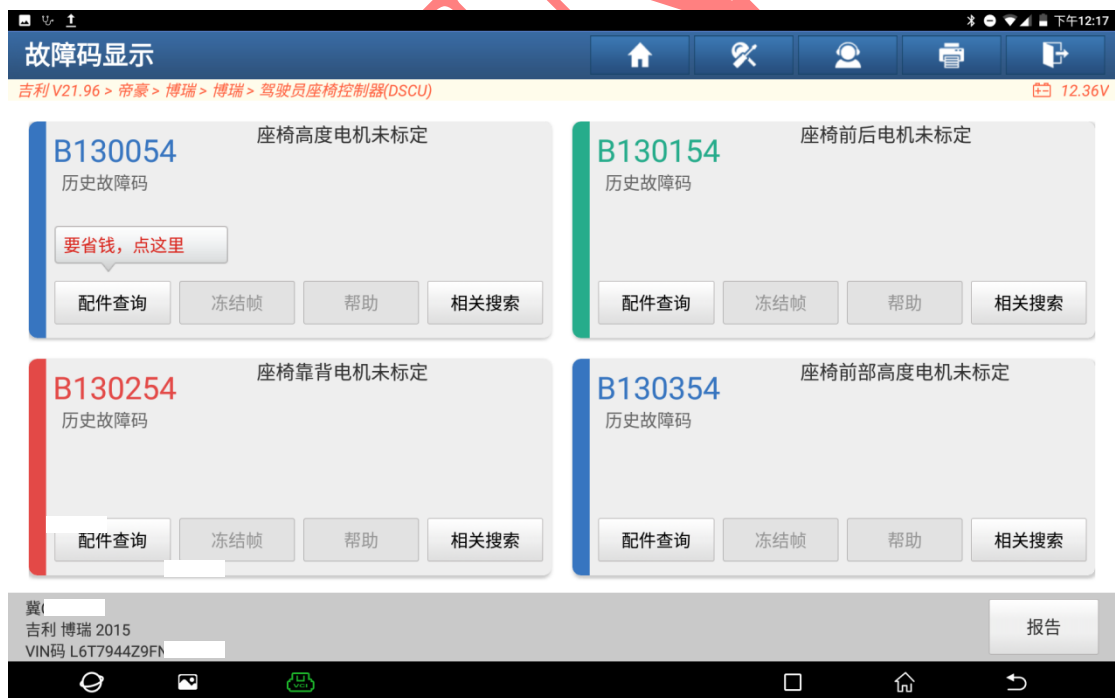 下午12:17
故障码显示
吉利 V21.96 > 帝豪 > 博瑞 > 博瑞 > 驾驶员座椅控制器(DSCU)
12.36V
B130054
座椅高度电机未标定
历史故障码
要省钱，点这里
配件查询 冻结帧 帮助 相关搜索
B130154
座椅前后电机未标定
历史故障码
配件查询 冻结帧 帮助 相关搜索
B130254
座椅靠背电机未标定
历史故障码
配件查询 冻结帧 帮助 相关搜索
B130354
座椅前部高度电机未标定
历史故障码
配件查询 冻结帧 帮助 相关搜索
冀
吉利 博瑞 2015
VIN码 L6T7944Z9FN
报告
VCI